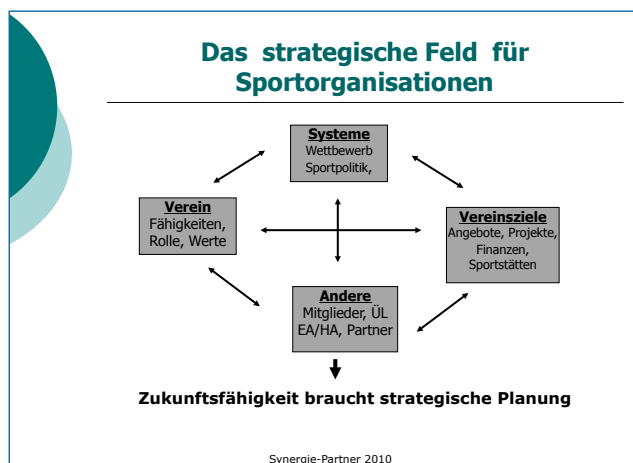 Das strategische Feld für
Sportorganisationen
Systeme
Wettbewerb
Sportpolitik,
Verein
Fähigkeiten,
Rolle, Werte
Vereinsziele
Angebote, Projekte,
Finanzen,
Sportstätten
Andere
Mitglieder, ÜL
EA/HA, Partner
Zukunftsfähigkeit braucht strategische Planung
Synergie-Partner 2010